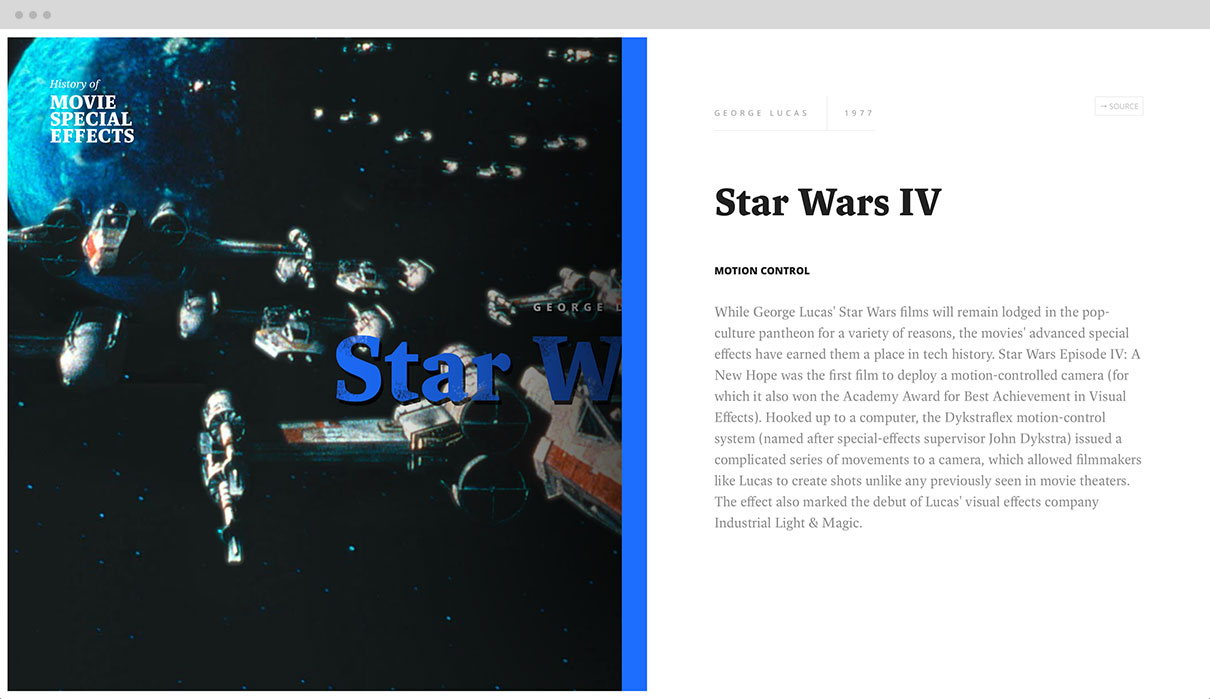 History of
MOVIE
SPECIAL
EFFECTS
GEORGE L
Star W
GEORGE LUCAS 1977
→ SOURCE
Star Wars IV
MOTION CONTROL
While George Lucas' Star Wars films will remain lodged in the pop-
culture pantheon for a variety of reasons, the movies' advanced special
effects have earned them a place in tech history. Star Wars Episode IV: A
New Hope was the first film to deploy a motion-controlled camera (for
which it also won the Academy Award for Best Achievement in Visual
Effects). Hooked up to a computer, the Dykstraflex motion-control
system (named after special-effects supervisor John Dykstra) issued a
complicated series of movements to a camera, which allowed filmmakers
like Lucas to create shots unlike any previously seen in movie theaters.
The effect also marked the debut of Lucas' visual effects company
Industrial Light & Magic.